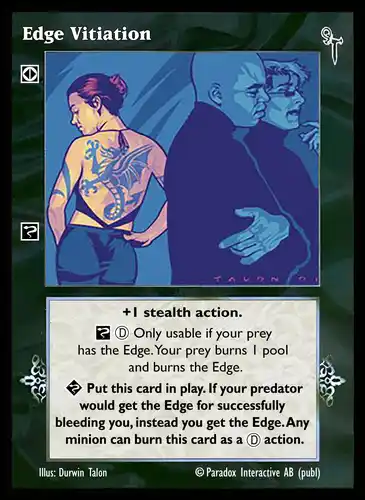 Edge Vitiation
TALON 01
+1 stealth action.
D Only usable if your prey
has the Edge. Your prey burns 1 pool
and burns the Edge.
Put this card in play. If your predator
would get the Edge for successfully
bleeding you, instead you get the Edge. Any
minion can burn this card as a D action.
Illus: Durwin Talon
© Paradox Interactive AB (publ)